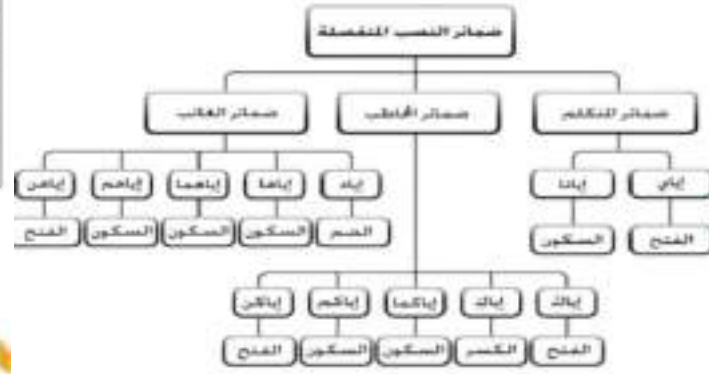 ضمائر النصب المنفصلة
ضمائر المتكلم ضمائر المخاطب ضمائر الغائب
إياي إيانا إياه إياها إياهما إياهم إياهن
الفتح السكون الضم السكون السكون السكون الفتح
إياك إياك إياكما إياكم إياكن
الفتح الكسر السكون السكون الفتح